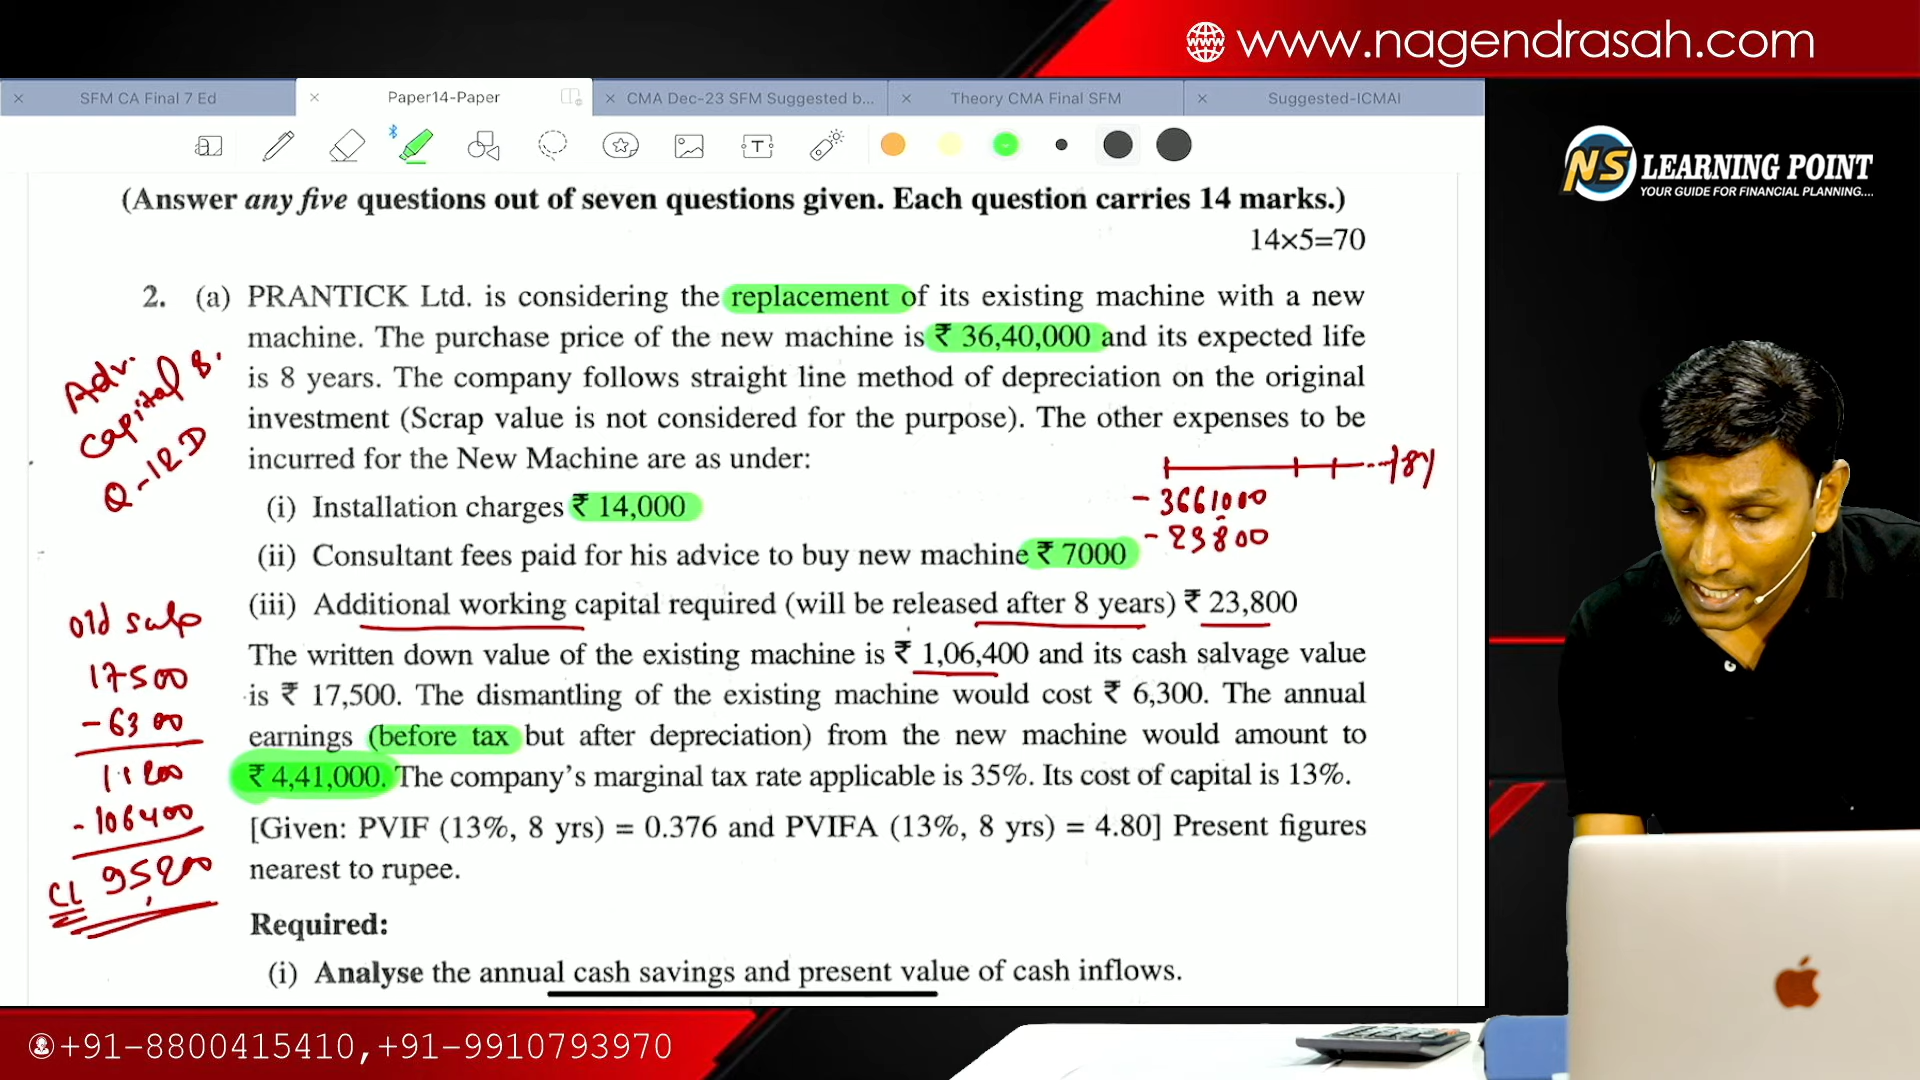 www.nagendrasah.com
SFM CA Final 7 Ed
Paper14-Paper
CMA Dec-23 SFM Suggested b...
Theory CMA Final SFM
Suggested-ICMAI
NS LEARNING POINT
YOUR GUIDE FOR FINANCIAL PLANNING....
(Answer any five questions out of seven questions given. Each question carries 14 marks.)
14×5=70
2. (a) PRANTICK Ltd. is considering the replacement of its existing machine with a new
machine. The purchase price of the new machine is ₹ 36,40,000 and its expected life
is 8 years. The company follows straight line method of depreciation on the original
investment (Scrap value is not considered for the purpose). The other expenses to be
incurred for the New Machine are as under:
(i) Installation charges ₹ 14,000
(ii) Consultant fees paid for his advice to buy new machine ₹ 7000
(iii) Additional working capital required (will be released after 8 years) ₹ 23,800
The written down value of the existing machine is ₹ 1,06,400 and its cash salvage value
is ₹ 17,500. The dismantling of the existing machine would cost ₹ 6,300. The annual
earnings (before tax but after depreciation) from the new machine would amount to
₹ 4,41,000. The company's marginal tax rate applicable is 35%. Its cost of capital is 13%.
[Given: PVIF (13%, 8 yrs) = 0.376 and PVIFA (13%, 8 yrs) = 4.80] Present figures
nearest to rupee.
Required:
(i) Analyse the annual cash savings and present value of cash inflows.
Adv.
Capital B.
Q-12D
8y
- 3661000
- 23800
old salp
17500
- 6300
11200
- 106400
CL 95200
+91-8800415410,+91-9910793970